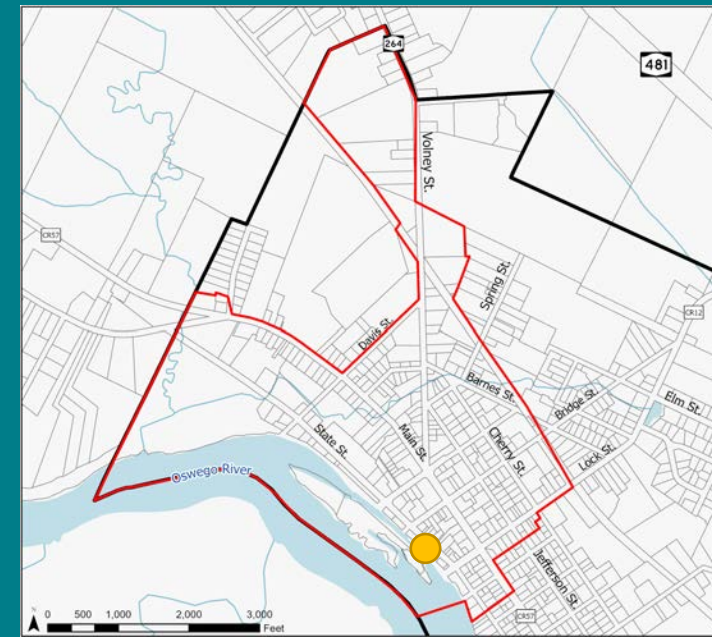 264
481
Volney St.
CR57
Spring St.
CR12
Davis St.
Barnes St.
Bridge St.
Elm St.
State St.
Main St.
Cherry St.
Lock St.
Oswego River
Jefferson St.
CR57
N
0 500 1,000 2,000 3,000
Feet